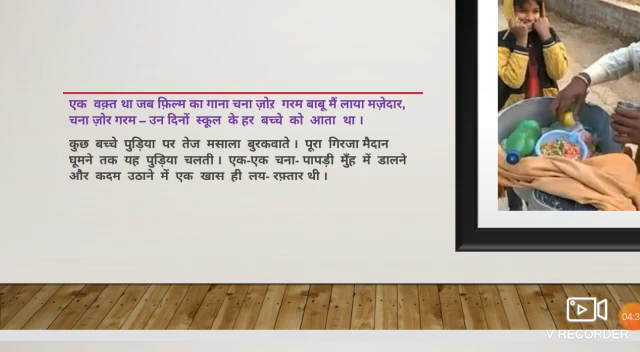 एक वक़्त था जब फ़िल्म का गाना चना ज़ोर गरम बाबू मैं लाया मज़ेदार,
चना ज़ोर गरम – उन दिनों स्कूल के हर बच्चे को आता था ।
कुछ बच्चे पुड़िया पर तेज मसाला बुरकवाते । पूरा गिरजा मैदान
घूमने तक यह पुड़िया चलती । एक-एक चना- पापड़ी मुँह में डालने
और कदम उठाने में एक खास ही लय- रफ़्तार थी ।
V RECORDER